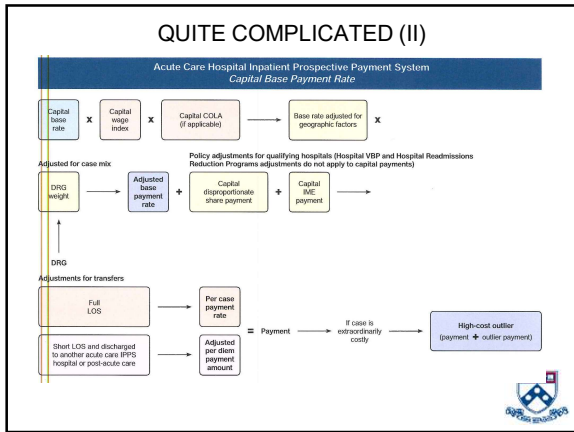 QUITE COMPLICATED (II)
Acute Care Hospital Inpatient Prospective Payment System
Capital Base Payment Rate
Capital
base
rate
x
Capital
wage
index
x
Capital COLA
(if applicable)
Base rate adjusted for
geographic factors
x
Adjusted for case mix
Policy adjustments for qualifying hospitals (Hospital VBP and Hospital Readmissions
Reduction Programs adjustments do not apply to capital payments)
DRG
weight
Adjusted
base
payment
rate
+
Capital
disproportionate
share payment
+
Capital
IME
payment
DRG
Adjustments for transfers
Full
LOS
Per case
payment
rate
Short LOS and discharged
to another acute care IPPS
hospital or post-acute care
Adjusted
per diem
payment
amount
= Payment
If case is
extraordinarily
costly
High-cost outlier
(payment + outlier payment)